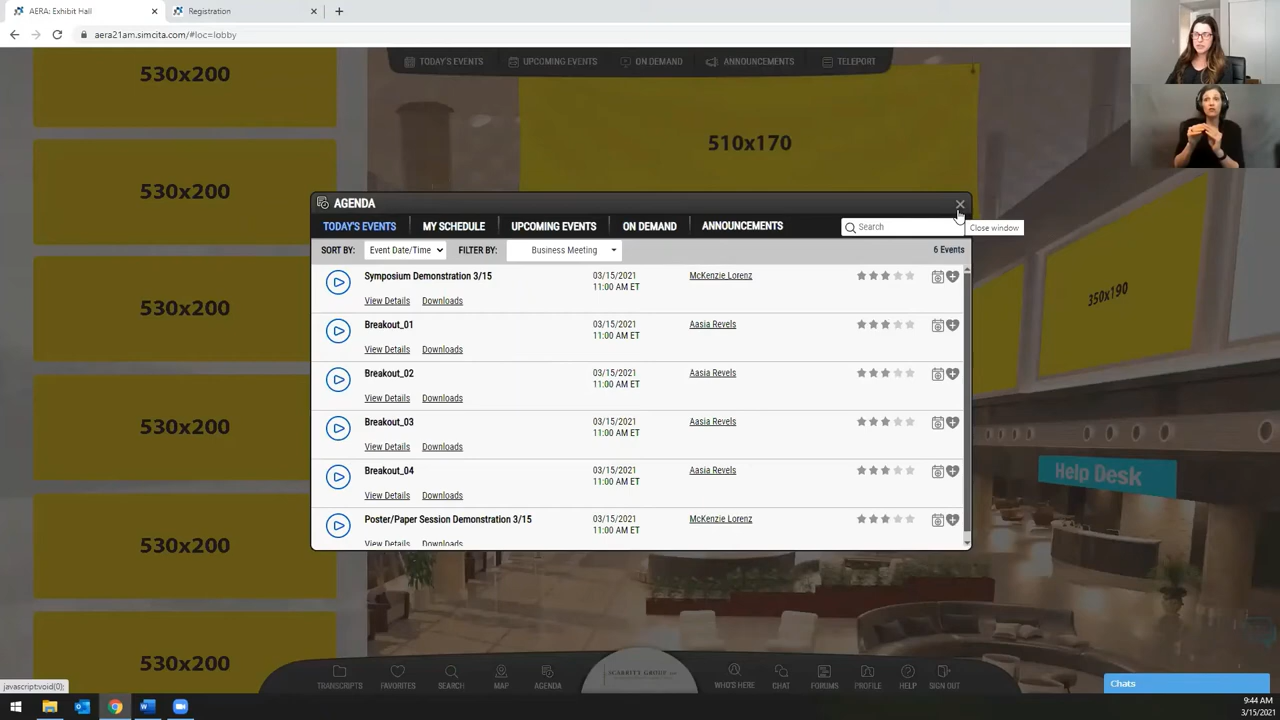 AERA: Exhibit Hall
Registration
aera21am.simcita.com/#loc=lobby
530x200
TODAY'S EVENTS
UPCOMING EVENTS
ON DEMAND
ANNOUNCEMENTS
TELEPORT
530x200
510x170
530x200
530x200
530x200
530x200
350x190
Help Desk
AGENDA
TODAY'S EVENTS
MY SCHEDULE
UPCOMING EVENTS
ON DEMAND
ANNOUNCEMENTS
Search
Close window
SORT BY:
Event Date/Time
FILTER BY:
Business Meeting
6 Events
Symposium Demonstration 3/15
03/15/2021
11:00 AM ET
McKenzie Lorenz
View Details
Downloads
Breakout_01
03/15/2021
11:00 AM ET
Aasia Revels
View Details
Downloads
Breakout_02
03/15/2021
11:00 AM ET
Aasia Revels
View Details
Downloads
Breakout_03
03/15/2021
11:00 AM ET
Aasia Revels
View Details
Downloads
Breakout_04
03/15/2021
11:00 AM ET
Aasia Revels
View Details
Downloads
Poster/Paper Session Demonstration 3/15
03/15/2021
11:00 AM ET
McKenzie Lorenz
View Details
Downloads
TRANSCRIPTS
FAVORITES
SEARCH
MAP
AGENDA
SCARRITT GROUP
WHO'S HERE
CHAT
FORUMS
PROFILE
HELP
SIGN OUT
Chats
javascript:void(0);
9:44 AM
3/15/2021